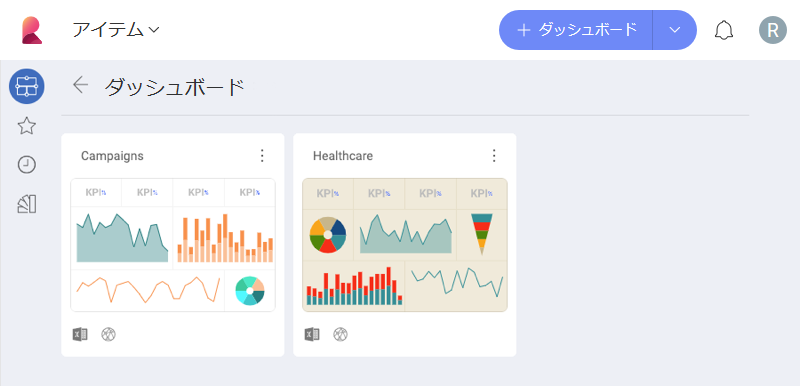 アイテム
＋ ダッシュボード
R
ダッシュボード
Campaigns
Healthcare
KPI% KPI% KPI% KPI%
KPI% KPI% KPI% KPI%